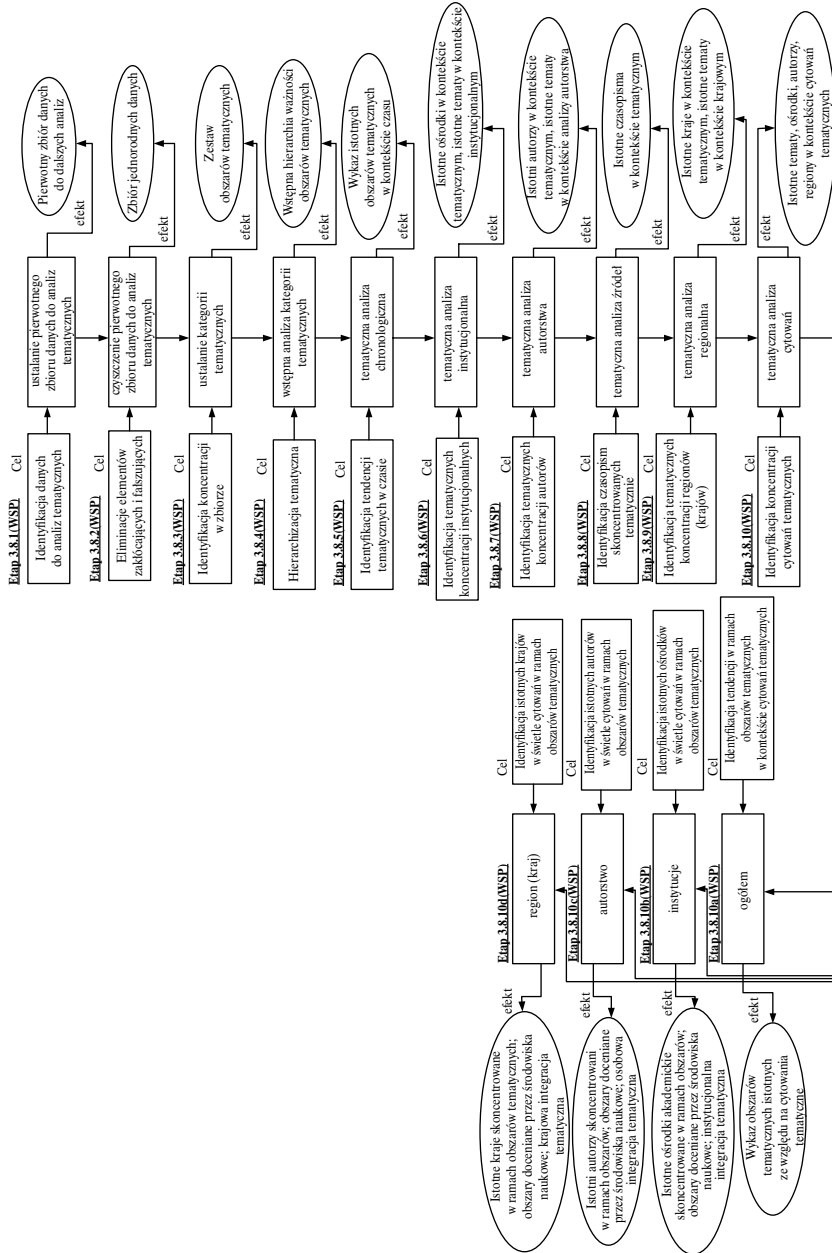 Etap 3.8.1(WSP)
Cel
Identyfikacja danych
do analiz tematycznych
ustalanie pierwotnego
zbioru danych do analiz
tematycznych
efekt
Pierwotny zbiór danych
do dalszych analiz
Etap 3.8.2(WSP)
Cel
Eliminacje elementów
zakłócających i fałszujących
czyszczenie pierwotnego
zbioru danych do analiz
tematycznych
efekt
Zbiór jednorodnych danych
Etap 3.8.3(WSP)
Cel
Identyfikacja koncentracji
w zbiorze
ustalanie kategorii
tematycznych
efekt
Zestaw
obszarów tematycznych
Etap 3.8.4(WSP)
Cel
Hierarchizacja tematyczna
wstępna analiza kategorii
tematycznych
efekt
Wstępna hierarchia ważności
obszarów tematycznych
Etap 3.8.5(WSP)
Cel
Identyfikacja tendencji
tematycznych w czasie
tematyczna analiza
chronologiczna
efekt
Wykaz istotnych
obszarów tematycznych
w kontekście czasu
Etap 3.8.6(WSP)
Cel
Identyfikacja tematycznych
koncentracji instytucjonalnych
tematyczna analiza
instytucjonalna
efekt
Istotne ośrodki w kontekście
tematycznym, istotne tematy w kontekście
instytucjonalnym
Etap 3.8.7(WSP)
Cel
Identyfikacja tematycznych
koncentracji autorów
tematyczna analiza
autorstwa
efekt
Istotni autorzy w kontekście
tematycznym, istotne tematy
w kontekście analizy autorstwa
Etap 3.8.8(WSP)
Cel
Identyfikacja czasopism
skoncentrowanych
tematycznie
tematyczna analiza źródeł
efekt
Istotne czasopisma
w kontekście tematycznym
Etap 3.8.9(WSP)
Cel
Identyfikacja tematycznych
koncentracji regionów
(krajów)
tematyczna analiza
regionalna
efekt
Istotne kraje w kontekście
tematycznym, istotne tematy
w kontekście krajowym
Etap 3.8.10(WSP)
Cel
Identyfikacja koncentracji
cytowań tematycznych
tematyczna analiza
cytowań
efekt
Istotne tematy, ośrodki, autorzy,
regiony w kontekście cytowań
tematycznych
Etap 3.8.10d(WSP)
Cel
Identyfikacja istotnych krajów
w świetle cytowań w ramach
obszarów tematycznych
region (kraj)
efekt
Istotne kraje skoncentrowane
w ramach obszarów tematycznych;
obszary doceniane przez środowiska
naukowe; krajowa integracja
tematyczna
Etap 3.8.10c(WSP)
Cel
Identyfikacja istotnych autorów
w świetle cytowań w ramach
obszarów tematycznych
autorstwo
efekt
Istotni autorzy skoncentrowani
w ramach obszarów; obszary doceniane
przez środowiska naukowe; osobowa
integracja tematyczna
Etap 3.8.10b(WSP)
Cel
Identyfikacja istotnych ośrodków
w świetle cytowań w ramach
obszarów tematycznych
instytucje
efekt
Istotne ośrodki akademickie
skoncentrowane w ramach obszarów;
obszary doceniane przez środowiska
naukowe; instytucjonalna
integracja tematyczna
Etap 3.8.10a(WSP)
Cel
Identyfikacja tendencji w ramach
obszarów tematycznych
w kontekście cytowań tematycznych
ogółem
efekt
Wykaz obszarów
tematycznych istotnych
ze względu na cytowania
tematyczne